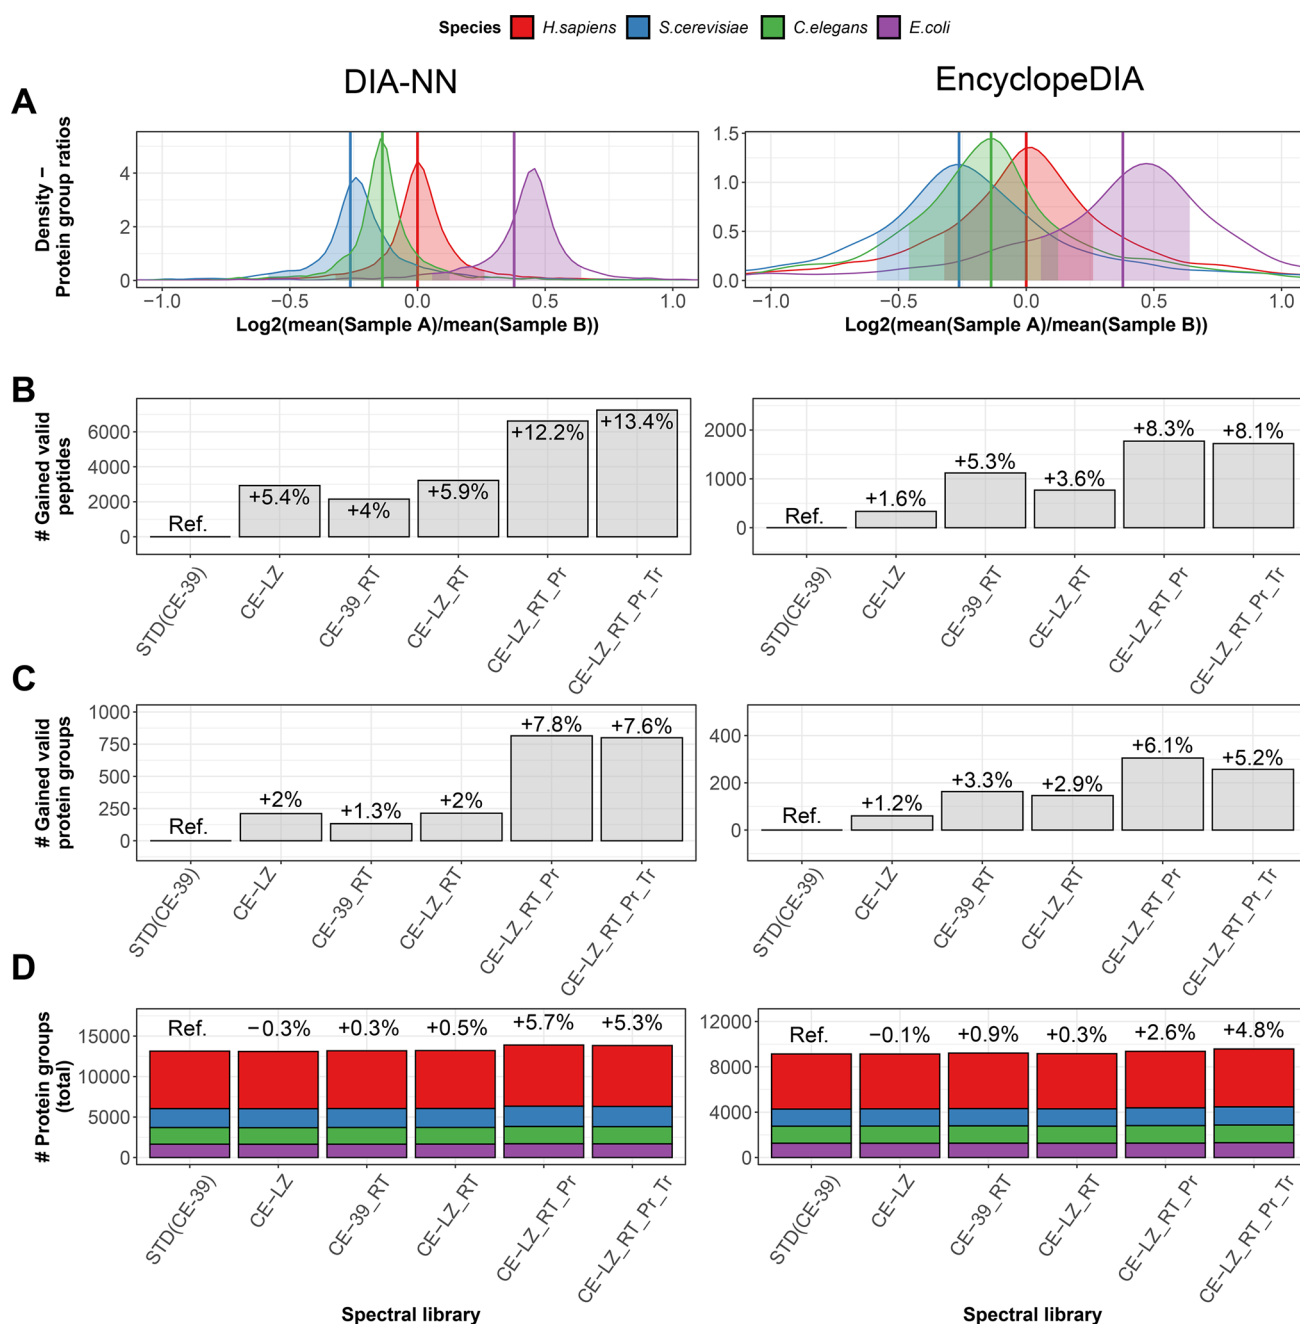 Species H.sapiens S.cerevisiae C.elegans E.coli
DIA-NN
EncyclopeDIA
A
Density −
Protein group ratios
4
2
0
−1.0 −0.5 0.0 0.5 1.0
Log2(mean(Sample A)/mean(Sample B))
1.5
1.0
0.5
0.0
−1.0 −0.5 0.0 0.5 1.0
Log2(mean(Sample A)/mean(Sample B))
B
# Gained valid
peptides
6000
4000
2000
0
Ref. +5.4% +4% +5.9% +12.2% +13.4%
STD(CE-39) CE−LZ CE−39_RT CE−LZ_RT CE−LZ_RT_Pr CE−LZ_RT_Pr_Tr
2000
1000
0
Ref. +1.6% +5.3% +3.6% +8.3% +8.1%
STD(CE-39) CE−LZ CE−39_RT CE−LZ_RT CE−LZ_RT_Pr CE−LZ_RT_Pr_Tr
C
# Gained valid
protein groups
1000
750
500
250
0
Ref. +2% +1.3% +2% +7.8% +7.6%
STD(CE-39) CE−LZ CE−39_RT CE−LZ_RT CE−LZ_RT_Pr CE−LZ_RT_Pr_Tr
400
200
0
Ref. +1.2% +3.3% +2.9% +6.1% +5.2%
STD(CE-39) CE−LZ CE−39_RT CE−LZ_RT CE−LZ_RT_Pr CE−LZ_RT_Pr_Tr
D
# Protein groups
(total)
15000
10000
5000
0
Ref. −0.3% +0.3% +0.5% +5.7% +5.3%
STD(CE-39) CE−LZ CE−39_RT CE−LZ_RT CE−LZ_RT_Pr CE−LZ_RT_Pr_Tr
Spectral library
12000
8000
4000
0
Ref. −0.1% +0.9% +0.3% +2.6% +4.8%
STD(CE-39) CE−LZ CE−39_RT CE−LZ_RT CE−LZ_RT_Pr CE−LZ_RT_Pr_Tr
Spectral library